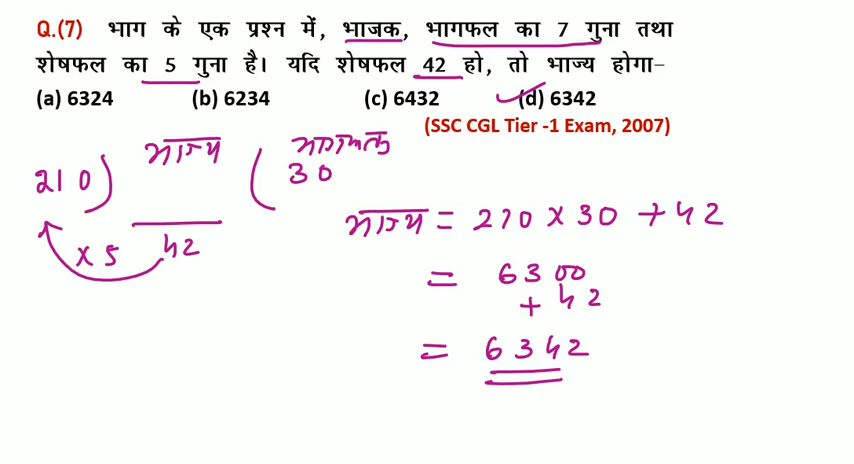 Q.(7) भाग के एक प्रश्न में, भाजक, भागफल का 7 गुना तथा
शेषफल का 5 गुना है। यदि शेषफल 42 हो, तो भाज्य होगा–
(a) 6324 (b) 6234 (c) 6432 (d) 6342
(SSC CGL Tier -1 Exam, 2007)
210) भाज्य ( भागफल
30
x 5 42
भाज्य = 210 x 30 + 42
= 6300
+ 42
= 6342